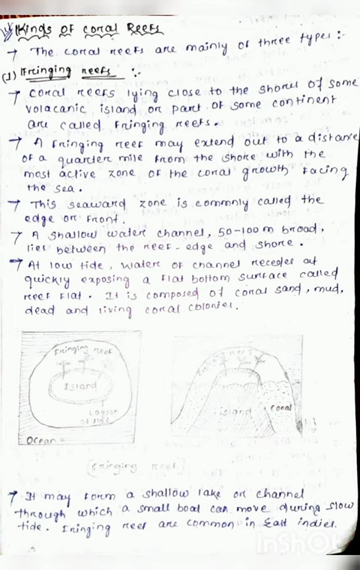 Kinds of Coral Reefs
→ The coral reefs are mainly of three types :-
(1) Fringing reefs :-
→ Coral reefs lying close to the shores of some
volacanic island or part of some continent
are called fringing reefs.
→ A fringing reef may extend out to a distance
of a quarter mile from the shore with the
most active zone of the coral growth facing
the sea.
→ This seaward zone is commnly called the
edge or front.
→ A shallow water channel, 50-100 m broad,
lies between the reef-edge and shore.
→ At low tide, water of channel recedes
quickly exposing a flat bottom surface called
reef flat. It is composed of coral sand, mud,
dead and living coral colonies.
Fringing reef
Island
Lagoon
Ocean
island
coral
(Fringing Reef)
→ It may form a shallow lake or channel
through which a small boat can move during slow
tide. Fringing reef are common in East indies.